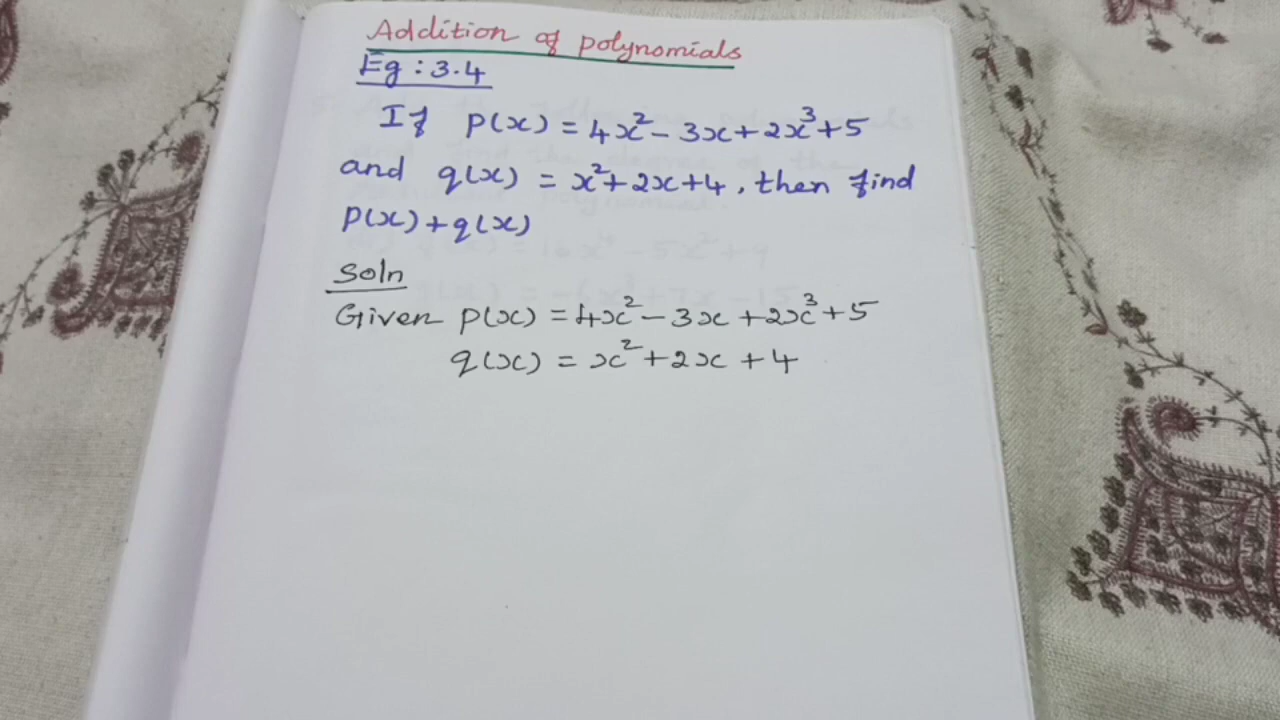 Addition of polynomials
Eg : 3.4
If p(x) = 4x² - 3x + 2x³ + 5
and q(x) = x² + 2x + 4, then find
p(x) + q(x)
Soln
Given p(x) = 4x² - 3x + 2x³ + 5
q(x) = x² + 2x + 4